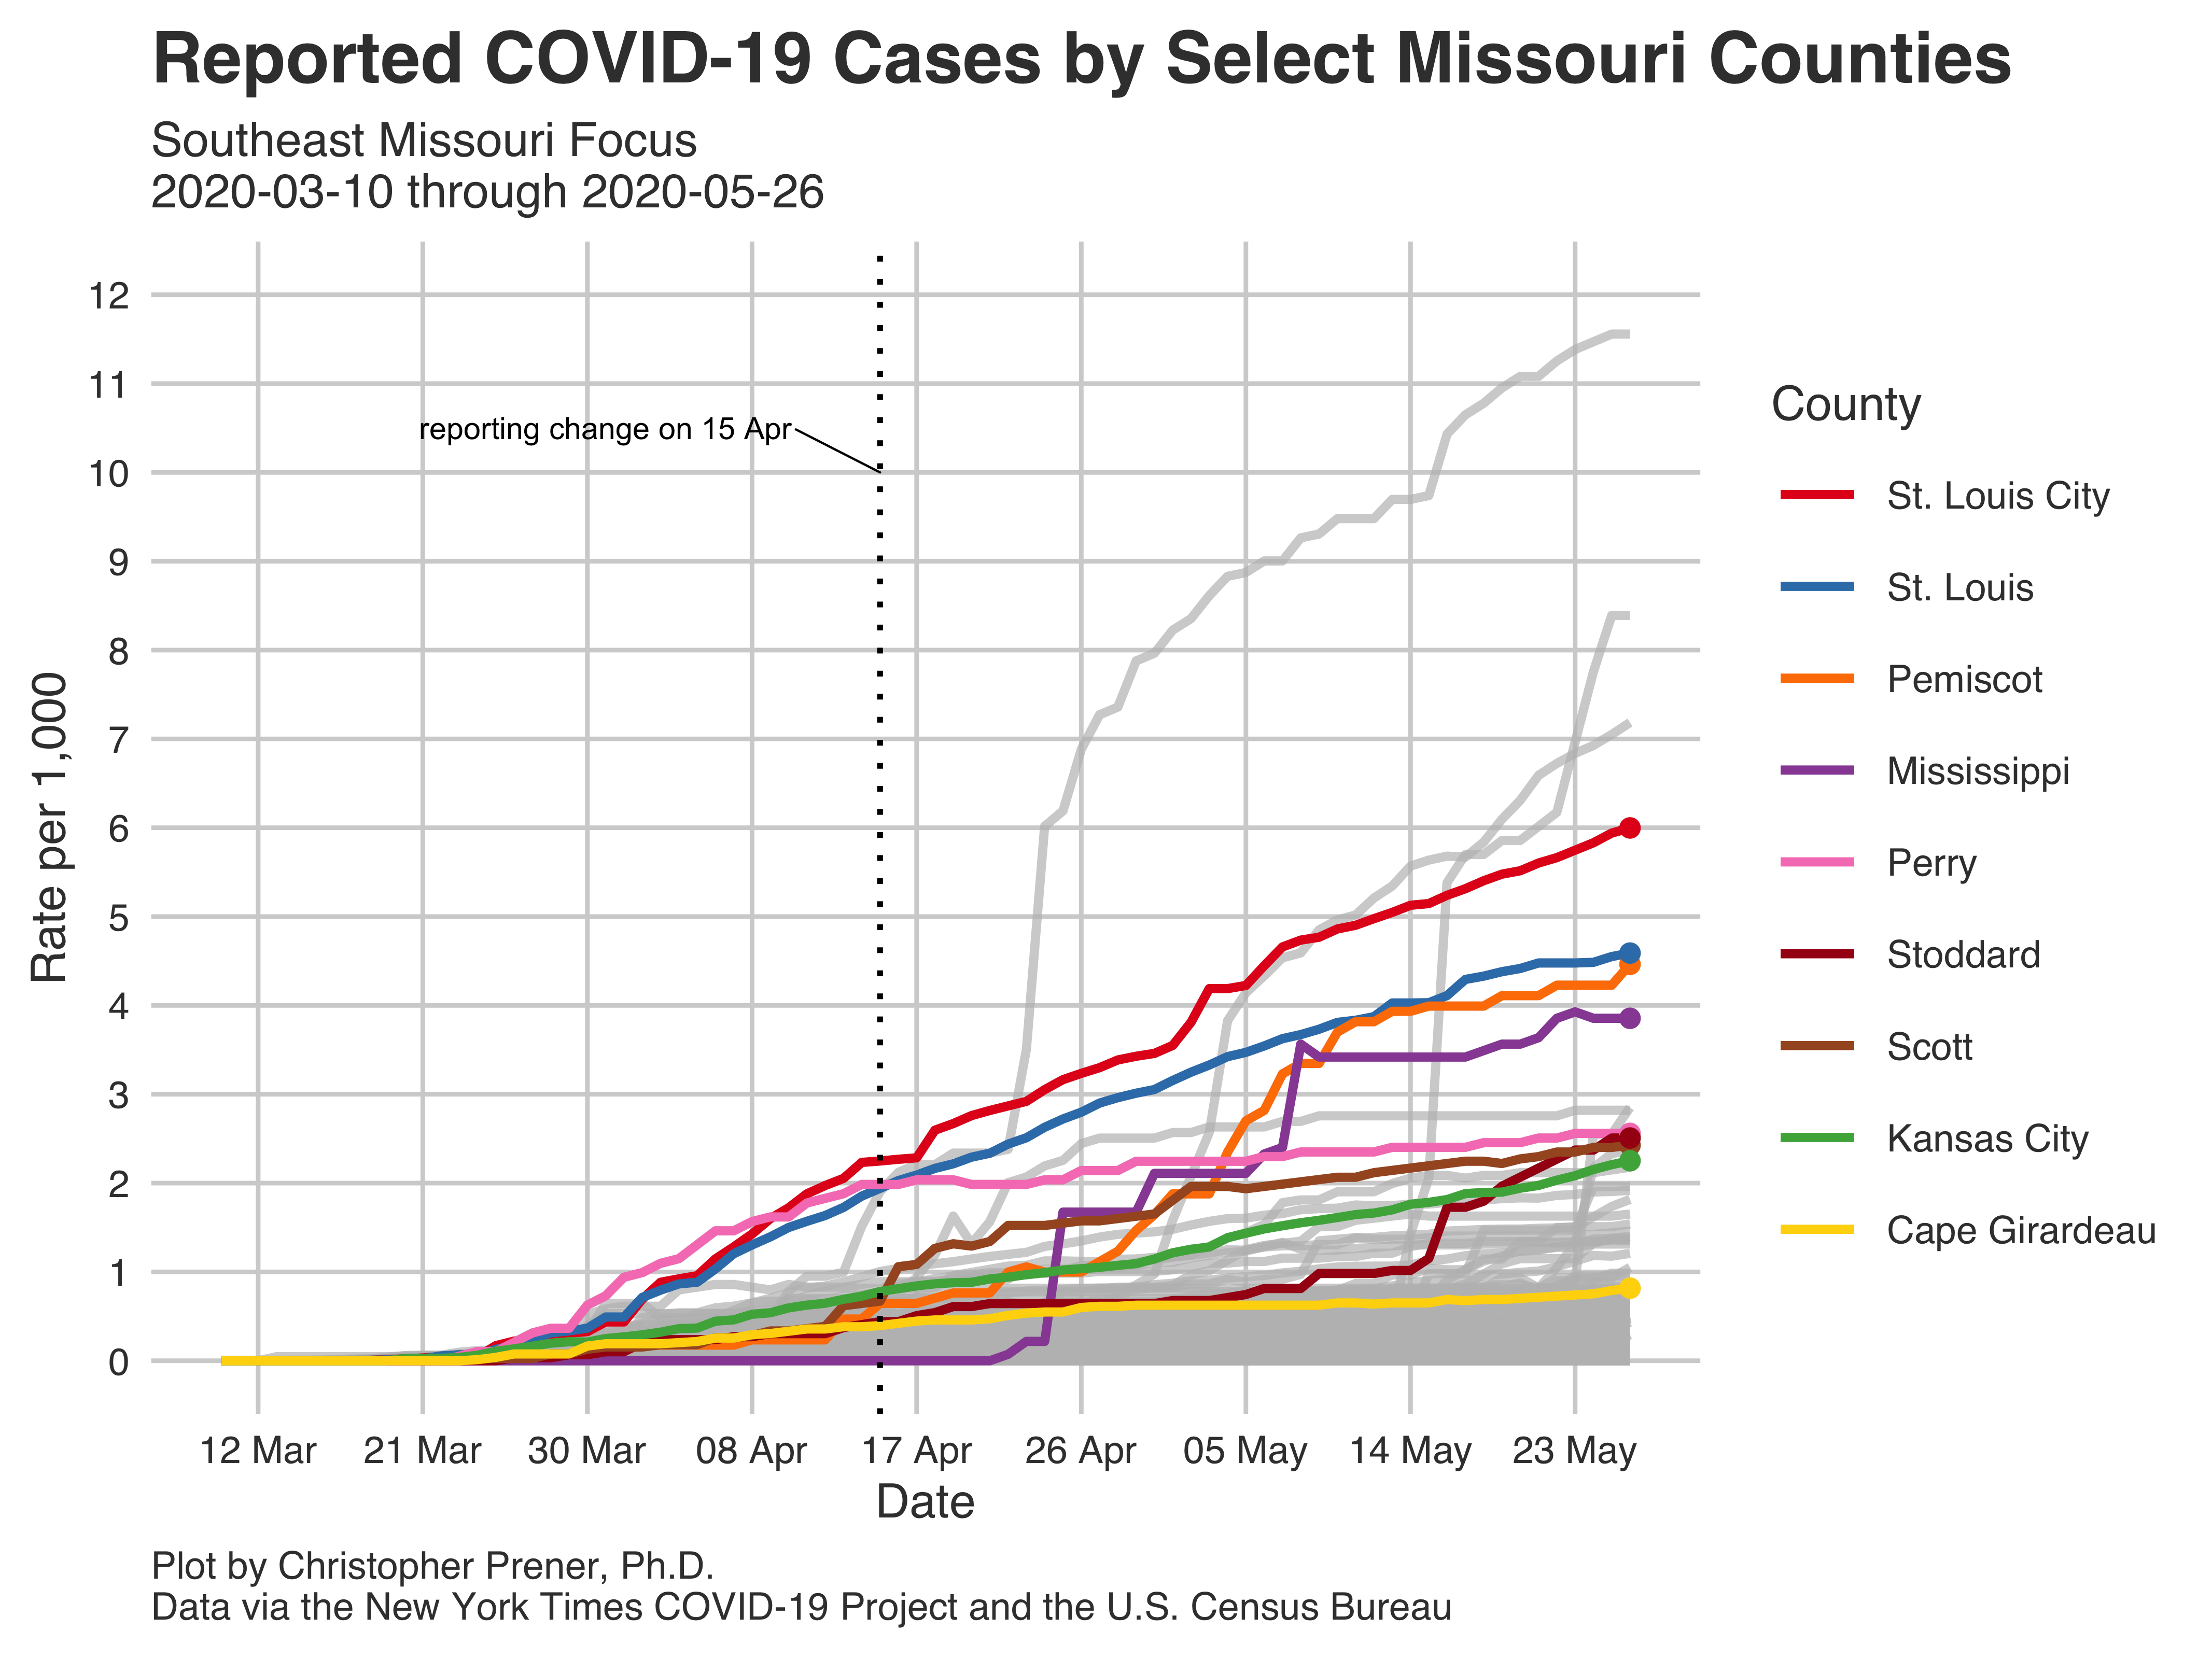 Reported COVID-19 Cases by Select Missouri Counties
Southeast Missouri Focus
2020-03-10 through 2020-05-26
12
11
10
9
8
7
6
5
4
3
2
1
0
Rate per 1,000
reporting change on 15 Apr
12 Mar
21 Mar
30 Mar
08 Apr
17 Apr
26 Apr
05 May
14 May
23 May
Date
County
St. Louis City
St. Louis
Pemiscot
Mississippi
Perry
Stoddard
Scott
Kansas City
Cape Girardeau
Plot by Christopher Prener, Ph.D.
Data via the New York Times COVID-19 Project and the U.S. Census Bureau